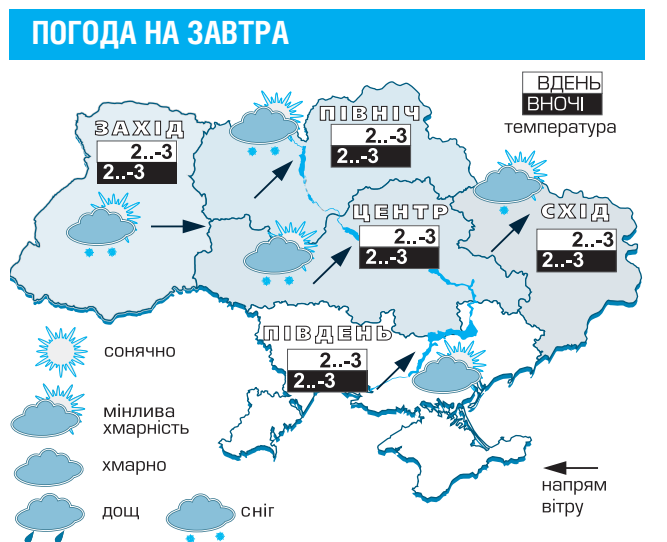 ПОГОДА НА ЗАВТРА
ВДЕНЬ
ВНОЧІ
температура
ЗАХІД
2..-3
2..-3
ПІВНІЧ
2..-3
2..-3
ЦЕНТР
2..-3
2..-3
СХІД
2..-3
2..-3
ПІВДЕНЬ
2..-3
2..-3
сонячно
мінлива
хмарність
хмарно
дощ
сніг
напрям
вітру